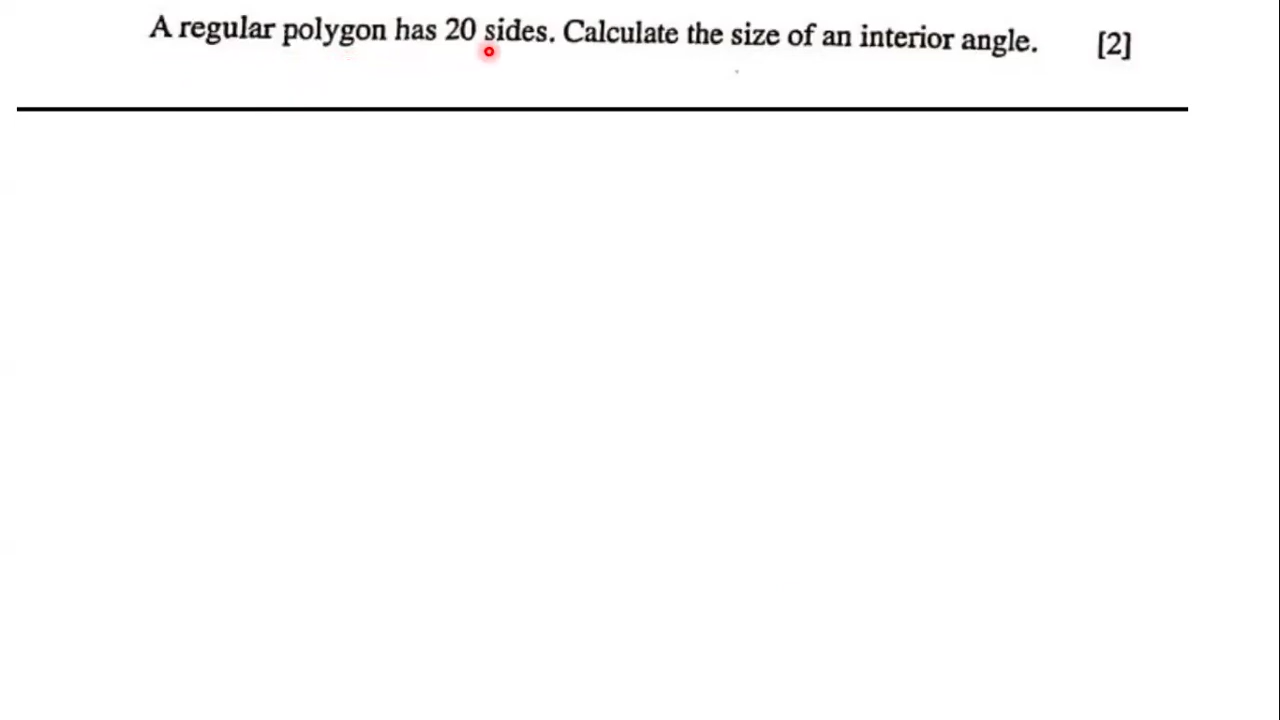 A regular polygon has 20 sides. Calculate the size of an interior angle. [2]